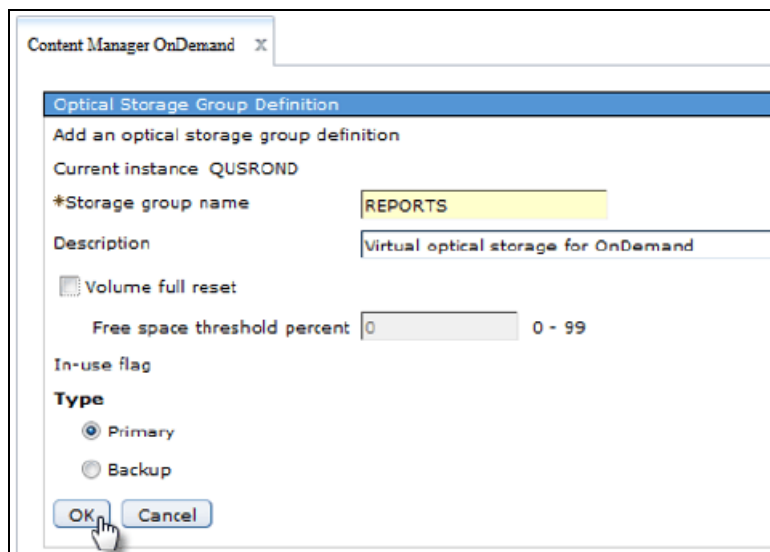 Content Manager OnDemand X
Optical Storage Group Definition
Add an optical storage group definition
Current instance QUSROND
*Storage group name REPORTS
Description Virtual optical storage for OnDemand
Volume full reset
Free space threshold percent 0 0 - 99
In-use flag
Type
Primary
Backup
OK Cancel